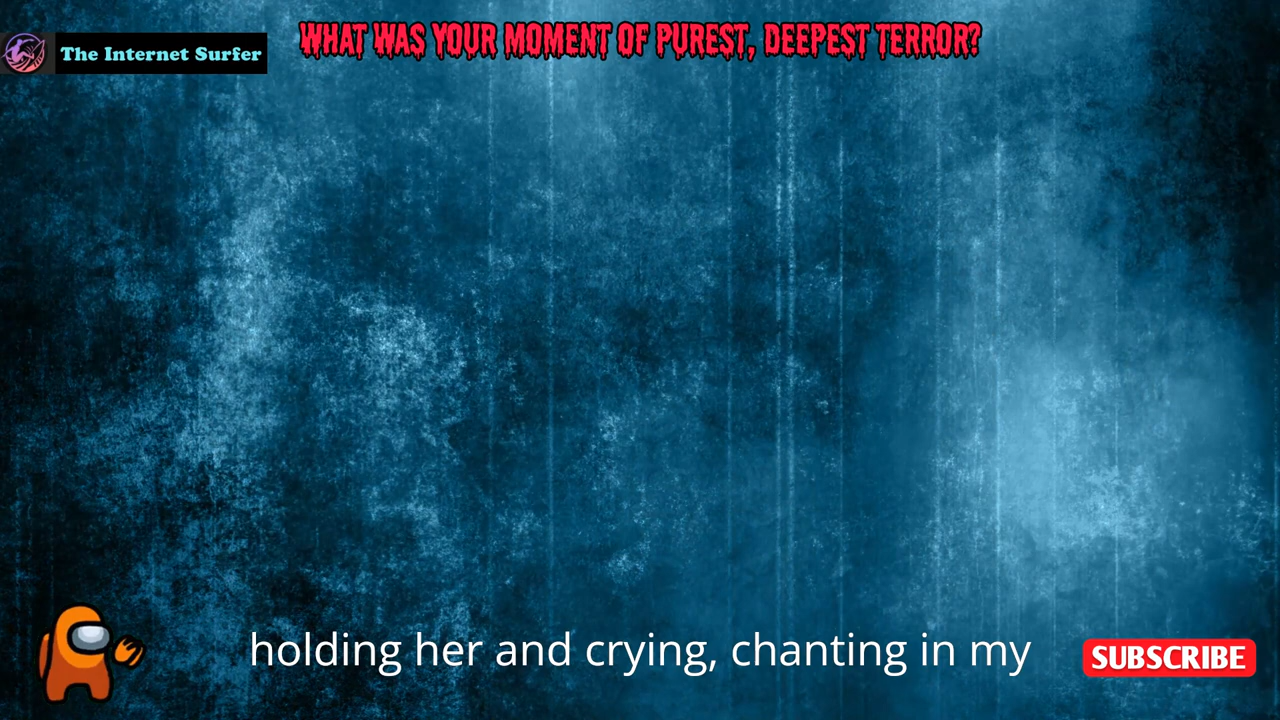 WHAT WAS YOUR MOMENT OF PUREST, DEEPEST TERROR?
The Internet Surfer
holding her and crying, chanting in my
SUBSCRIBE